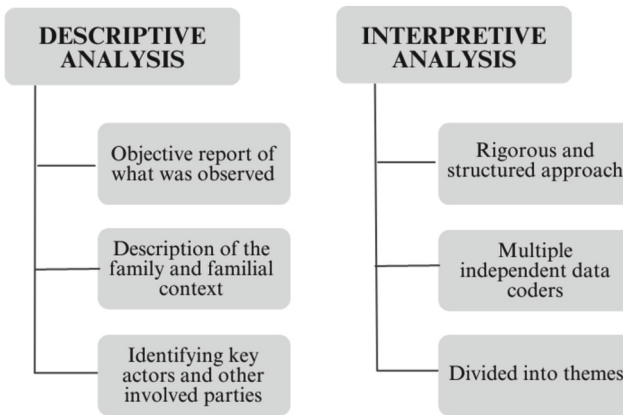 DESCRIPTIVE
ANALYSIS
Objective report of
what was observed
Description of the
family and familial
context
Identifying key
actors and other
involved parties
INTERPRETIVE
ANALYSIS
Rigorous and
structured approach
Multiple
independent data
coders
Divided into themes